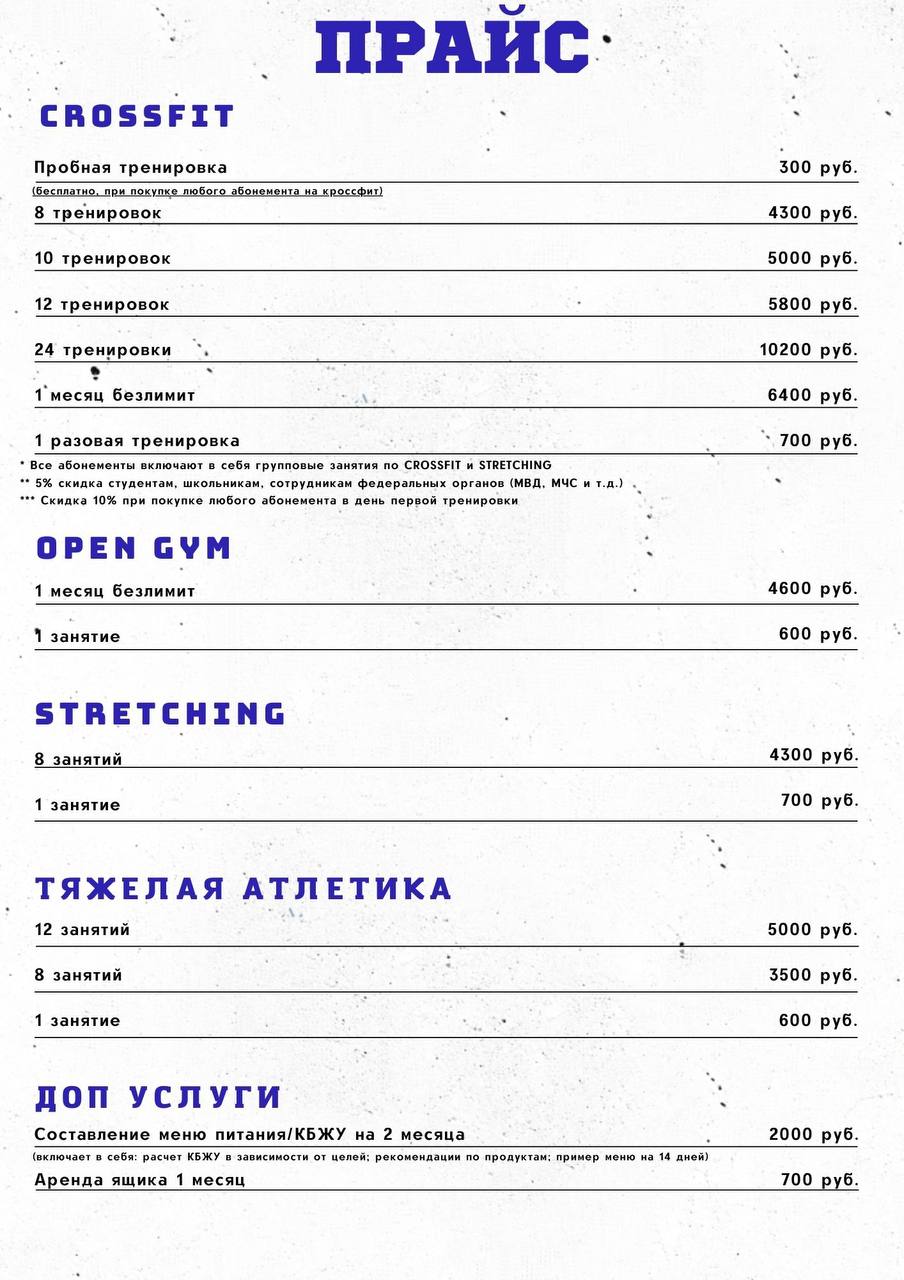 ПРАЙС
CROSSFIT
Пробная тренировка 300 руб.
(бесплатно, при покупке любого абонемента на кроссфит)
8 тренировок 4300 руб.
10 тренировок 5000 руб.
12 тренировок 5800 руб.
24 тренировки 10200 руб.
1 месяц безлимит 6400 руб.
1 разовая тренировка 700 руб.
* Все абонементы включают в себя групповые занятия по CROSSFIT и STRETCHING
** 5% скидка студентам, школьникам, сотрудникам федеральных органов (МВД, МЧС и т.д.)
*** Скидка 10% при покупке любого абонемента в день первой тренировки
OPEN GYM
1 месяц безлимит 4600 руб.
1 занятие 600 руб.
STRETCHING
8 занятий 4300 руб.
1 занятие 700 руб.
ТЯЖЕЛАЯ АТЛЕТИКА
12 занятий 5000 руб.
8 занятий 3500 руб.
1 занятие 600 руб.
ДОП УСЛУГИ
Составление меню питания/КБЖУ на 2 месяца 2000 руб.
(включает в себя: расчет КБЖУ в зависимости от целей; рекомендации по продуктам; пример меню на 14 дней)
Аренда ящика 1 месяц 700 руб.